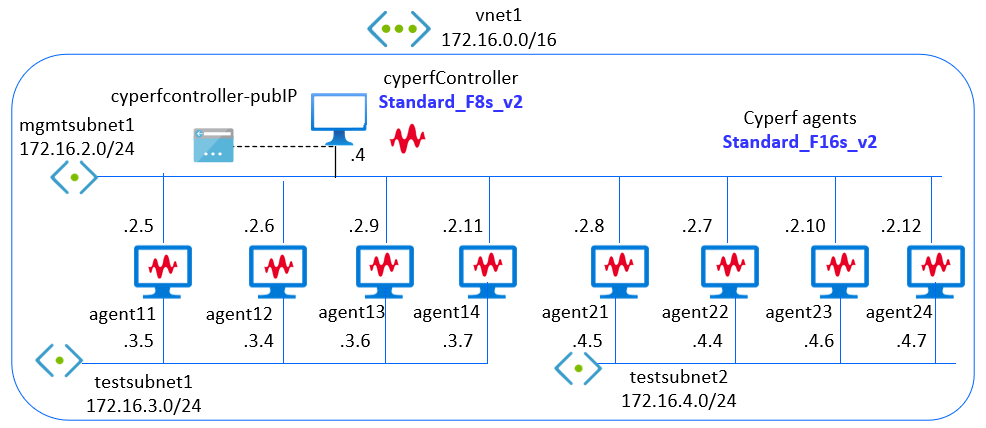 vnet1
172.16.0.0/16
cyperfController
Standard_F8s_v2
cyperfcontroller-pubIP
mgmtsubnet1
172.16.2.0/24
.4
Cyperf agents
Standard_F16s_v2
.2.5
.2.6
.2.9
.2.11
.2.8
.2.7
.2.10
.2.12
agent11
agent12
agent13
agent14
agent21
agent22
agent23
agent24
.3.5
.3.4
.3.6
.3.7
.4.5
.4.4
.4.6
.4.7
testsubnet1
172.16.3.0/24
testsubnet2
172.16.4.0/24